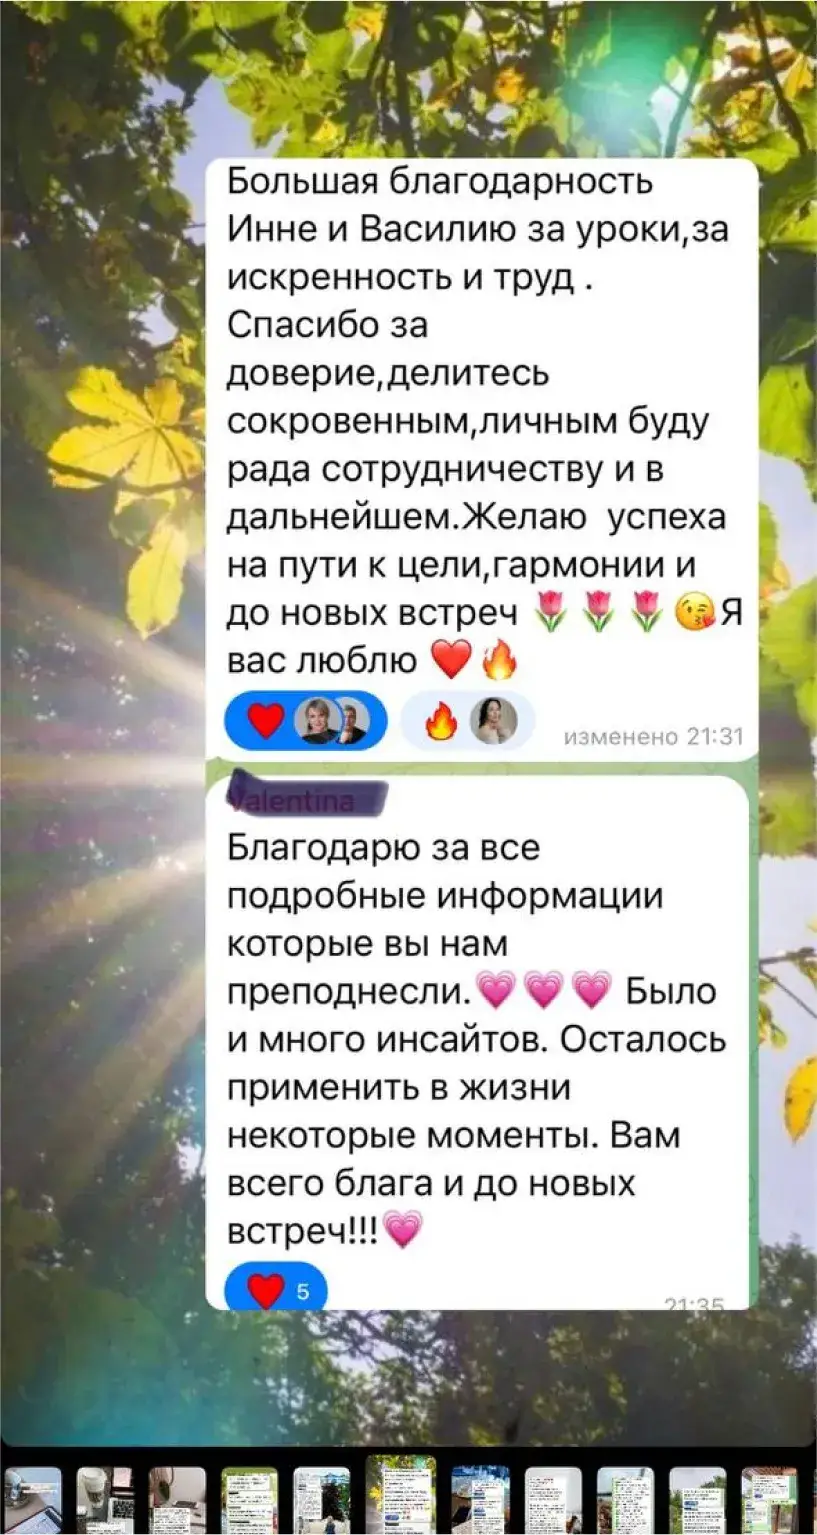 Большая благодарность
Инне и Василию за уроки,за
искренность и труд .
Спасибо за
доверие,делитесь
сокровенным,личным буду
рада сотрудничеству и в
дальнейшем.Желаю успеха
на пути к цели,гармонии и
до новых встреч 🌷🌷🌷😘Я
вас люблю ❤️🔥
изменено 21:31
Valentina
Благодарю за все
подробные информации
которые вы нам
преподнесли.💗💗💗 Было
и много инсайтов. Осталось
применить в жизни
некоторые моменты. Вам
всего блага и до новых
встреч!!!💗
5
21:35